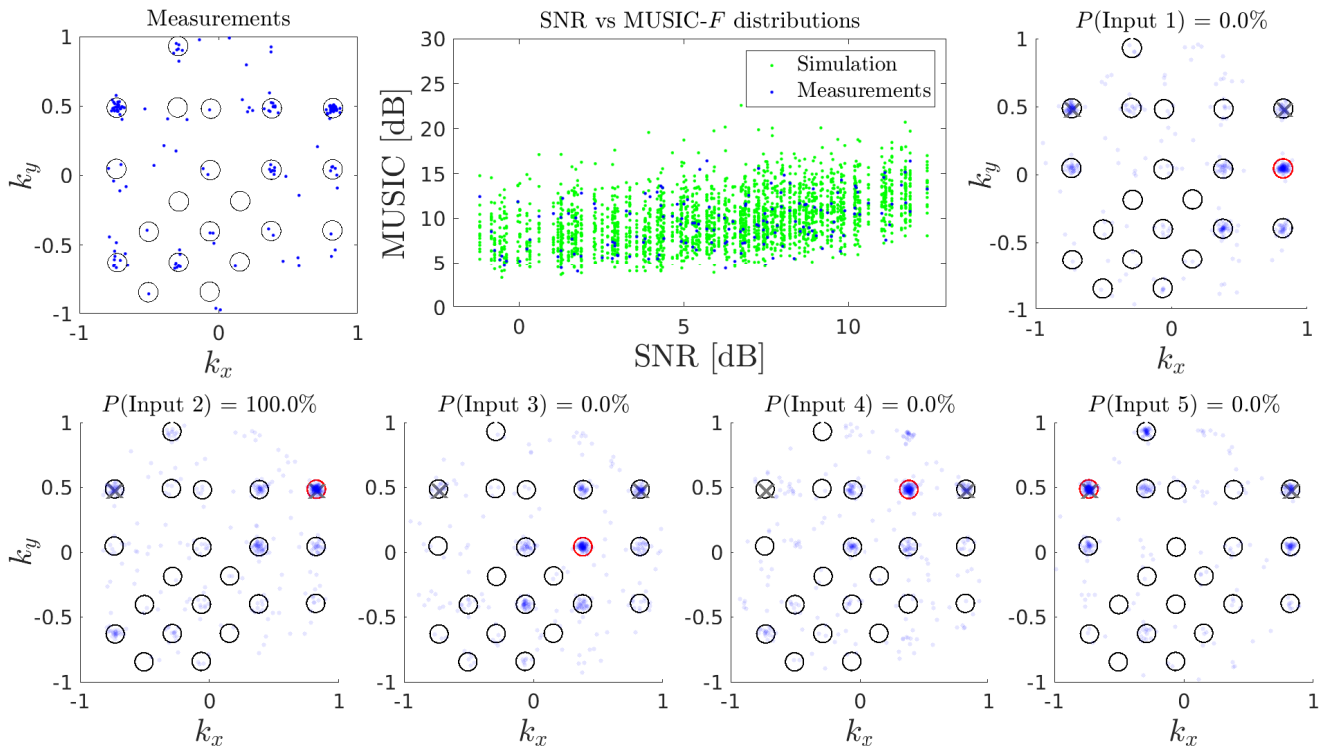 Measurements
1
0.5
0
-0.5
-1
-1
0
1
k_y
k_x
SNR vs MUSIC-F distributions
30
25
20
15
10
5
0
0
5
10
MUSIC [dB]
SNR [dB]
Simulation
Measurements
P(Input 1) = 0.0%
1
0.5
0
-0.5
-1
-1
0
1
k_y
k_x
P(Input 2) = 100.0%
1
0.5
0
-0.5
-1
-1
0
1
k_y
k_x
P(Input 3) = 0.0%
1
0.5
0
-0.5
-1
-1
0
1
k_x
P(Input 4) = 0.0%
1
0.5
0
-0.5
-1
-1
0
1
k_x
P(Input 5) = 0.0%
1
0.5
0
-0.5
-1
-1
0
1
k_x